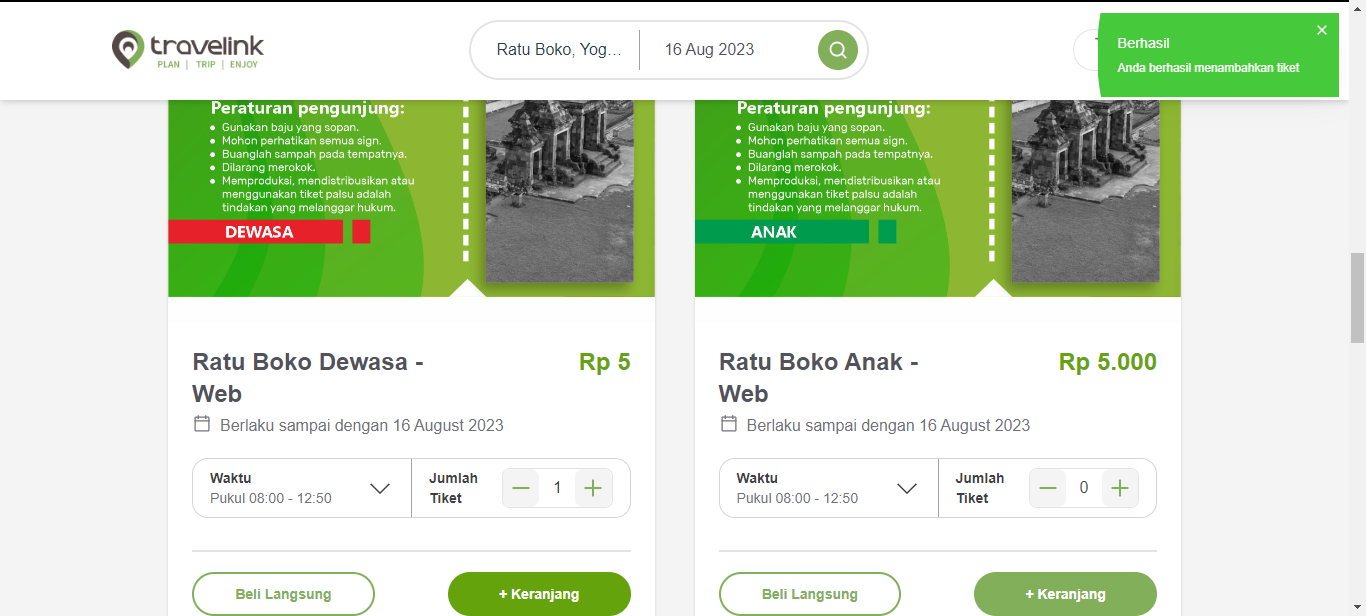 travelink
PLAN | TRIP | ENJOY
Ratu Boko, Yog...
16 Aug 2023
Berhasil
Anda berhasil menambahkan tiket
Peraturan pengunjung:
Gunakan baju yang sopan.
Mohon perhatikan semua sign.
Buanglah sampah pada tempatnya.
Dilarang merokok.
Memproduksi, mendistribusikan atau
menggunakan tiket palsu adalah
tindakan yang melanggar hukum.
DEWASA
Ratu Boko Dewasa -
Web
Rp 5
Berlaku sampai dengan 16 August 2023
Waktu
Pukul 08:00 - 12:50
Jumlah
Tiket
1
Beli Langsung
+ Keranjang
Peraturan pengunjung:
Gunakan baju yang sopan.
Mohon perhatikan semua sign.
Buanglah sampah pada tempatnya.
Dilarang merokok.
Memproduksi, mendistribusikan atau
menggunakan tiket palsu adalah
tindakan yang melanggar hukum.
ANAK
Ratu Boko Anak -
Web
Rp 5.000
Berlaku sampai dengan 16 August 2023
Waktu
Pukul 08:00 - 12:50
Jumlah
Tiket
0
Beli Langsung
+ Keranjang